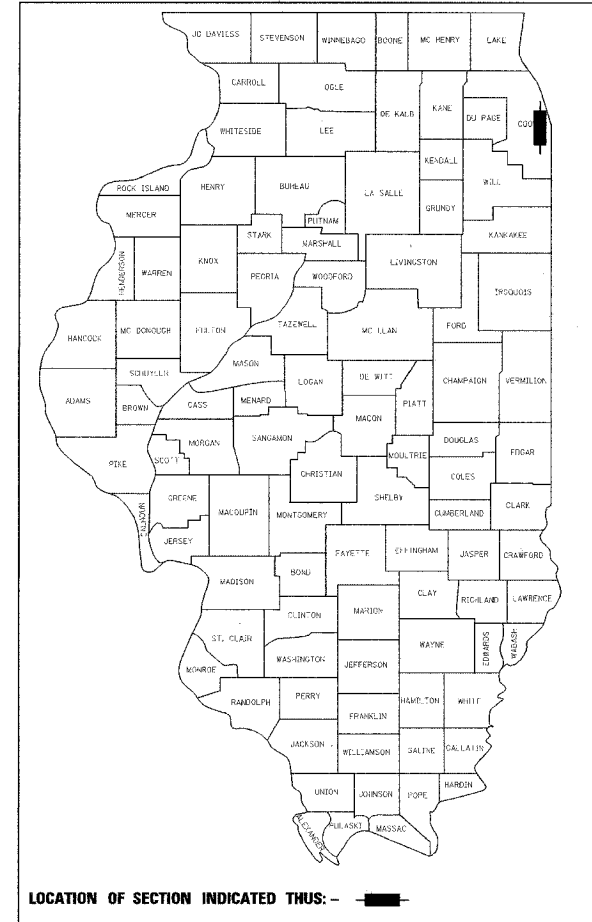 JO DAVIESS
STEVENSON
WINNEBAGO
BOONE
MC HENRY
LAKE
CARROLL
OGLE
DE KALB
KANE
DU PAGE
COOK
WHITESIDE
LEE
KENDALL
WILL
ROCK ISLAND
HENRY
BUREAU
LA SALLE
GRUNDY
MERCER
PUTNAM
KANKAKEE
STARK
MARSHALL
HENDERSON
WARREN
KNOX
PEORIA
WOODFORD
LIVINGSTON
IROQUOIS
HANCOCK
MC DONOUGH
FULTON
TAZEWELL
MC LEAN
FORD
SCHUYLER
MASON
LOGAN
DE WITT
CHAMPAIGN
VERMILION
ADAMS
BROWN
CASS
MENARD
MACON
PIATT
PIKE
SCOTT
MORGAN
SANGAMON
MOULTRIE
DOUGLAS
EDGAR
CHRISTIAN
COLES
SHELBY
GREENE
MACOUPIN
MONTGOMERY
CUMBERLAND
CLARK
JERSEY
FAYETTE
EFFINGHAM
JASPER
CRAWFORD
MADISON
BOND
CLAY
RICHLAND
LAWRENCE
CLINTON
MARION
ST. CLAIR
WAYNE
EDWARDS
WABASH
WASHINGTON
JEFFERSON
MONROE
RANDOLPH
PERRY
HAMILTON
WHITE
FRANKLIN
JACKSON
WILLIAMSON
SALINE
GALLATIN
UNION
JOHNSON
POPE
HARDIN
ALEXANDER
PULASKI
MASSAC
LOCATION OF SECTION INDICATED THUS: -